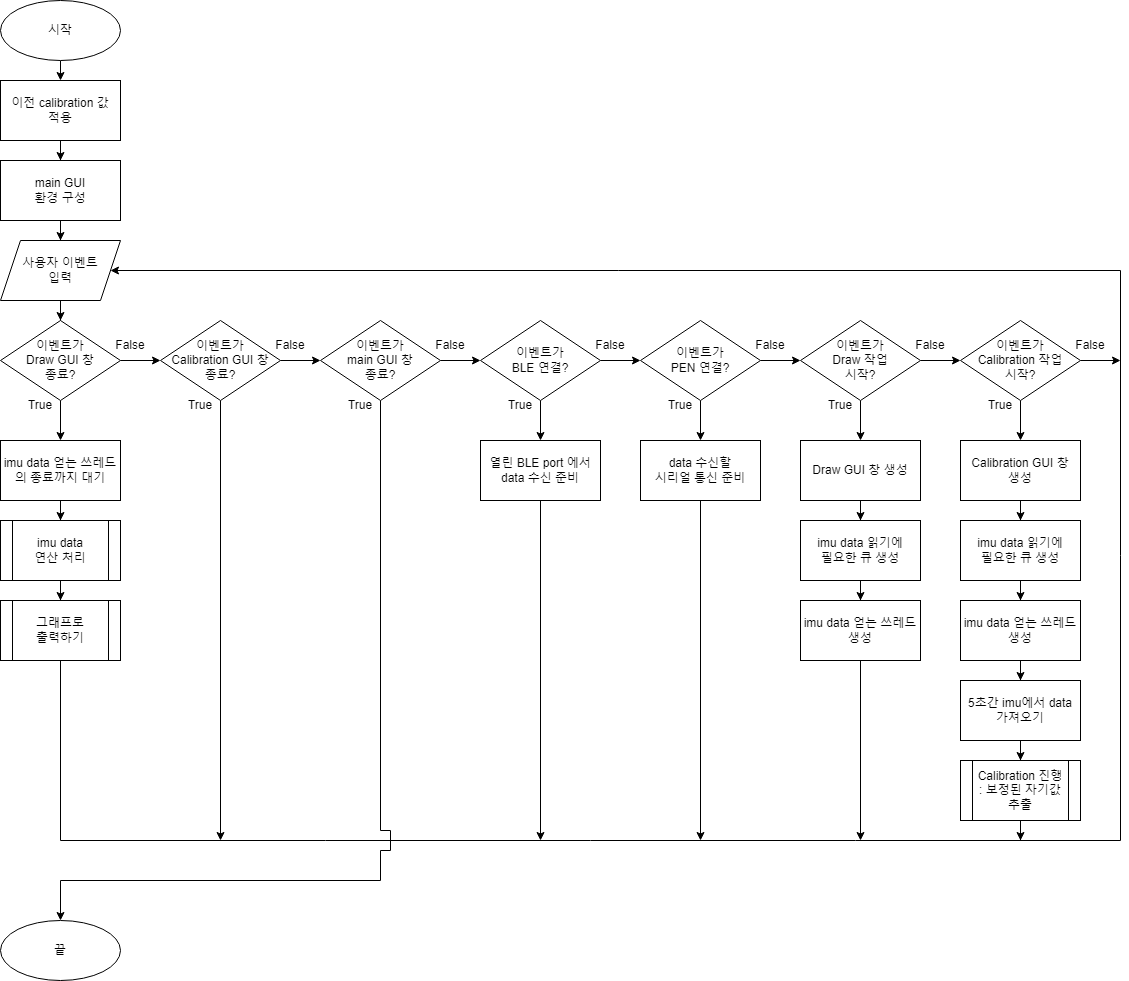 시작
이전 calibration 값
적용
main GUI
환경 구성
사용자 이벤트
입력
이벤트가
Draw GUI 창
종료?
False
True
이벤트가
Calibration GUI 창
종료?
False
True
이벤트가
main GUI 창
종료?
False
True
이벤트가
BLE 연결?
False
True
이벤트가
PEN 연결?
False
True
이벤트가
Draw 작업
시작?
False
True
이벤트가
Calibration 작업
시작?
False
True
imu data 얻는 쓰레드
의 종료까지 대기
imu data
연산 처리
그래프로
출력하기
열린 BLE port 에서
data 수신 준비
data 수신할
시리얼 통신 준비
Draw GUI 창 생성
imu data 읽기에
필요한 큐 생성
imu data 얻는 쓰레드
생성
Calibration GUI 창
생성
imu data 읽기에
필요한 큐 생성
imu data 얻는 쓰레드
생성
5초간 imu에서 data
가져오기
Calibration 진행
: 보정된 자기값
추출
끝